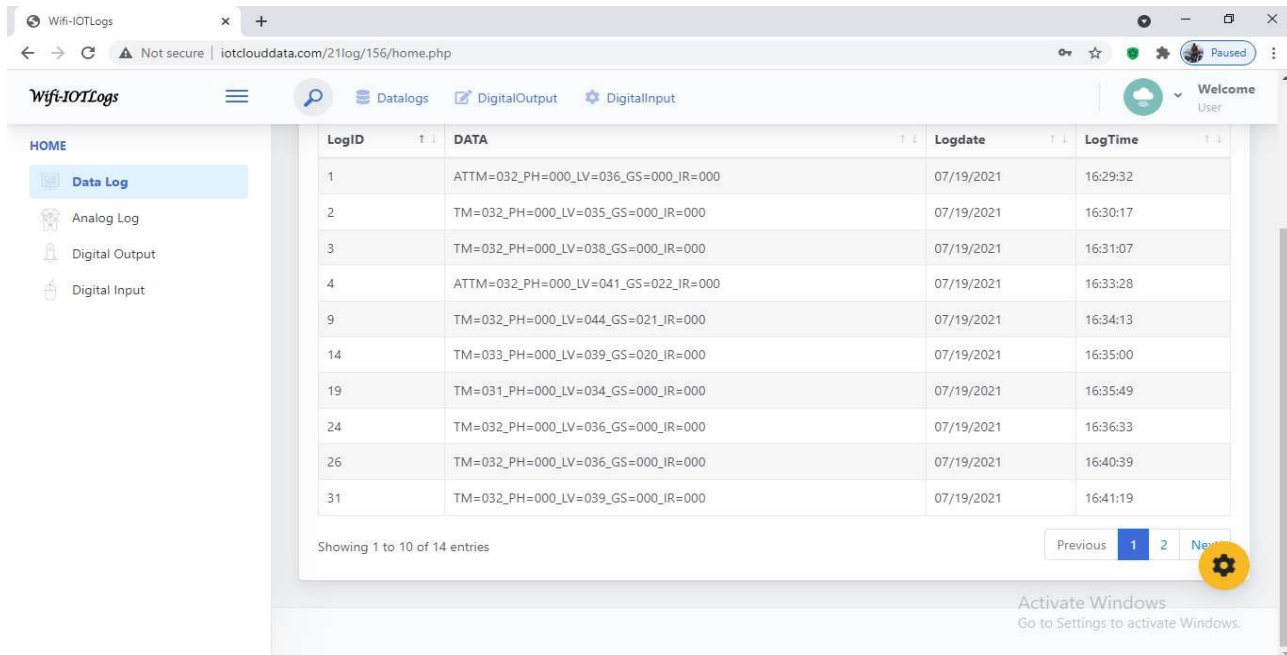 Wifi-IOTLogs
Paused
Not secure | iotclouddata.com/21log/156/home.php
Wifi-IOTLogs
Datalogs DigitalOutput DigitalInput
Welcome
User
HOME
Data Log
Analog Log
Digital Output
Digital Input
LogID DATA Logdate LogTime
1 ATTM=032_PH=000_LV=036_GS=000_IR=000 07/19/2021 16:29:32
2 TM=032_PH=000_LV=035_GS=000_IR=000 07/19/2021 16:30:17
3 TM=032_PH=000_LV=038_GS=000_IR=000 07/19/2021 16:31:07
4 ATTM=032_PH=000_LV=041_GS=022_IR=000 07/19/2021 16:33:28
9 TM=032_PH=000_LV=044_GS=021_IR=000 07/19/2021 16:34:13
14 TM=033_PH=000_LV=039_GS=020_IR=000 07/19/2021 16:35:00
19 TM=031_PH=000_LV=034_GS=000_IR=000 07/19/2021 16:35:49
24 TM=032_PH=000_LV=036_GS=000_IR=000 07/19/2021 16:36:33
26 TM=032_PH=000_LV=036_GS=000_IR=000 07/19/2021 16:40:39
31 TM=032_PH=000_LV=039_GS=000_IR=000 07/19/2021 16:41:19
Showing 1 to 10 of 14 entries
Previous 1 2
Activate Windows
Go to Settings to activate Windows.